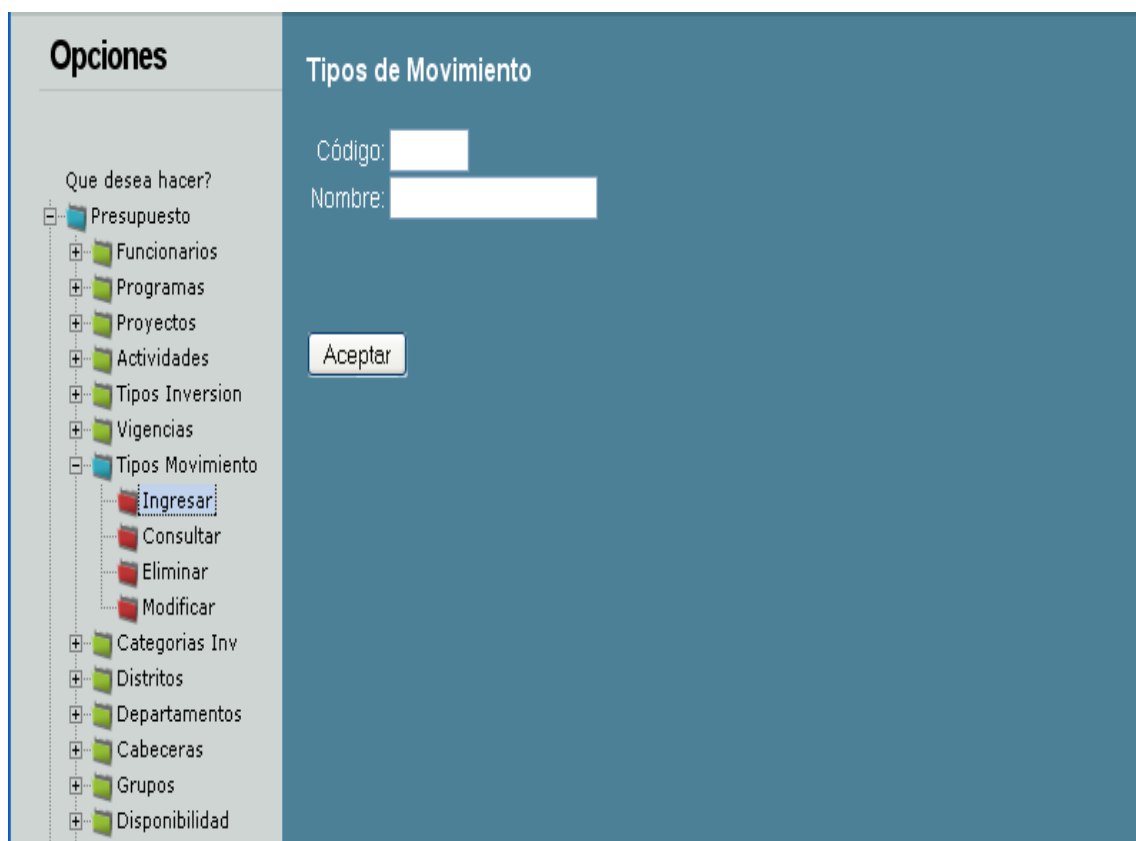 Opciones
Que desea hacer?
Presupuesto
Funcionarios
Programas
Proyectos
Actividades
Tipos Inversion
Vigencias
Tipos Movimiento
Ingresar
Consultar
Eliminar
Modificar
Categorias Inv
Distritos
Departamentos
Cabeceras
Grupos
Disponibilidad
Tipos de Movimiento
Código:
Nombre:
Aceptar